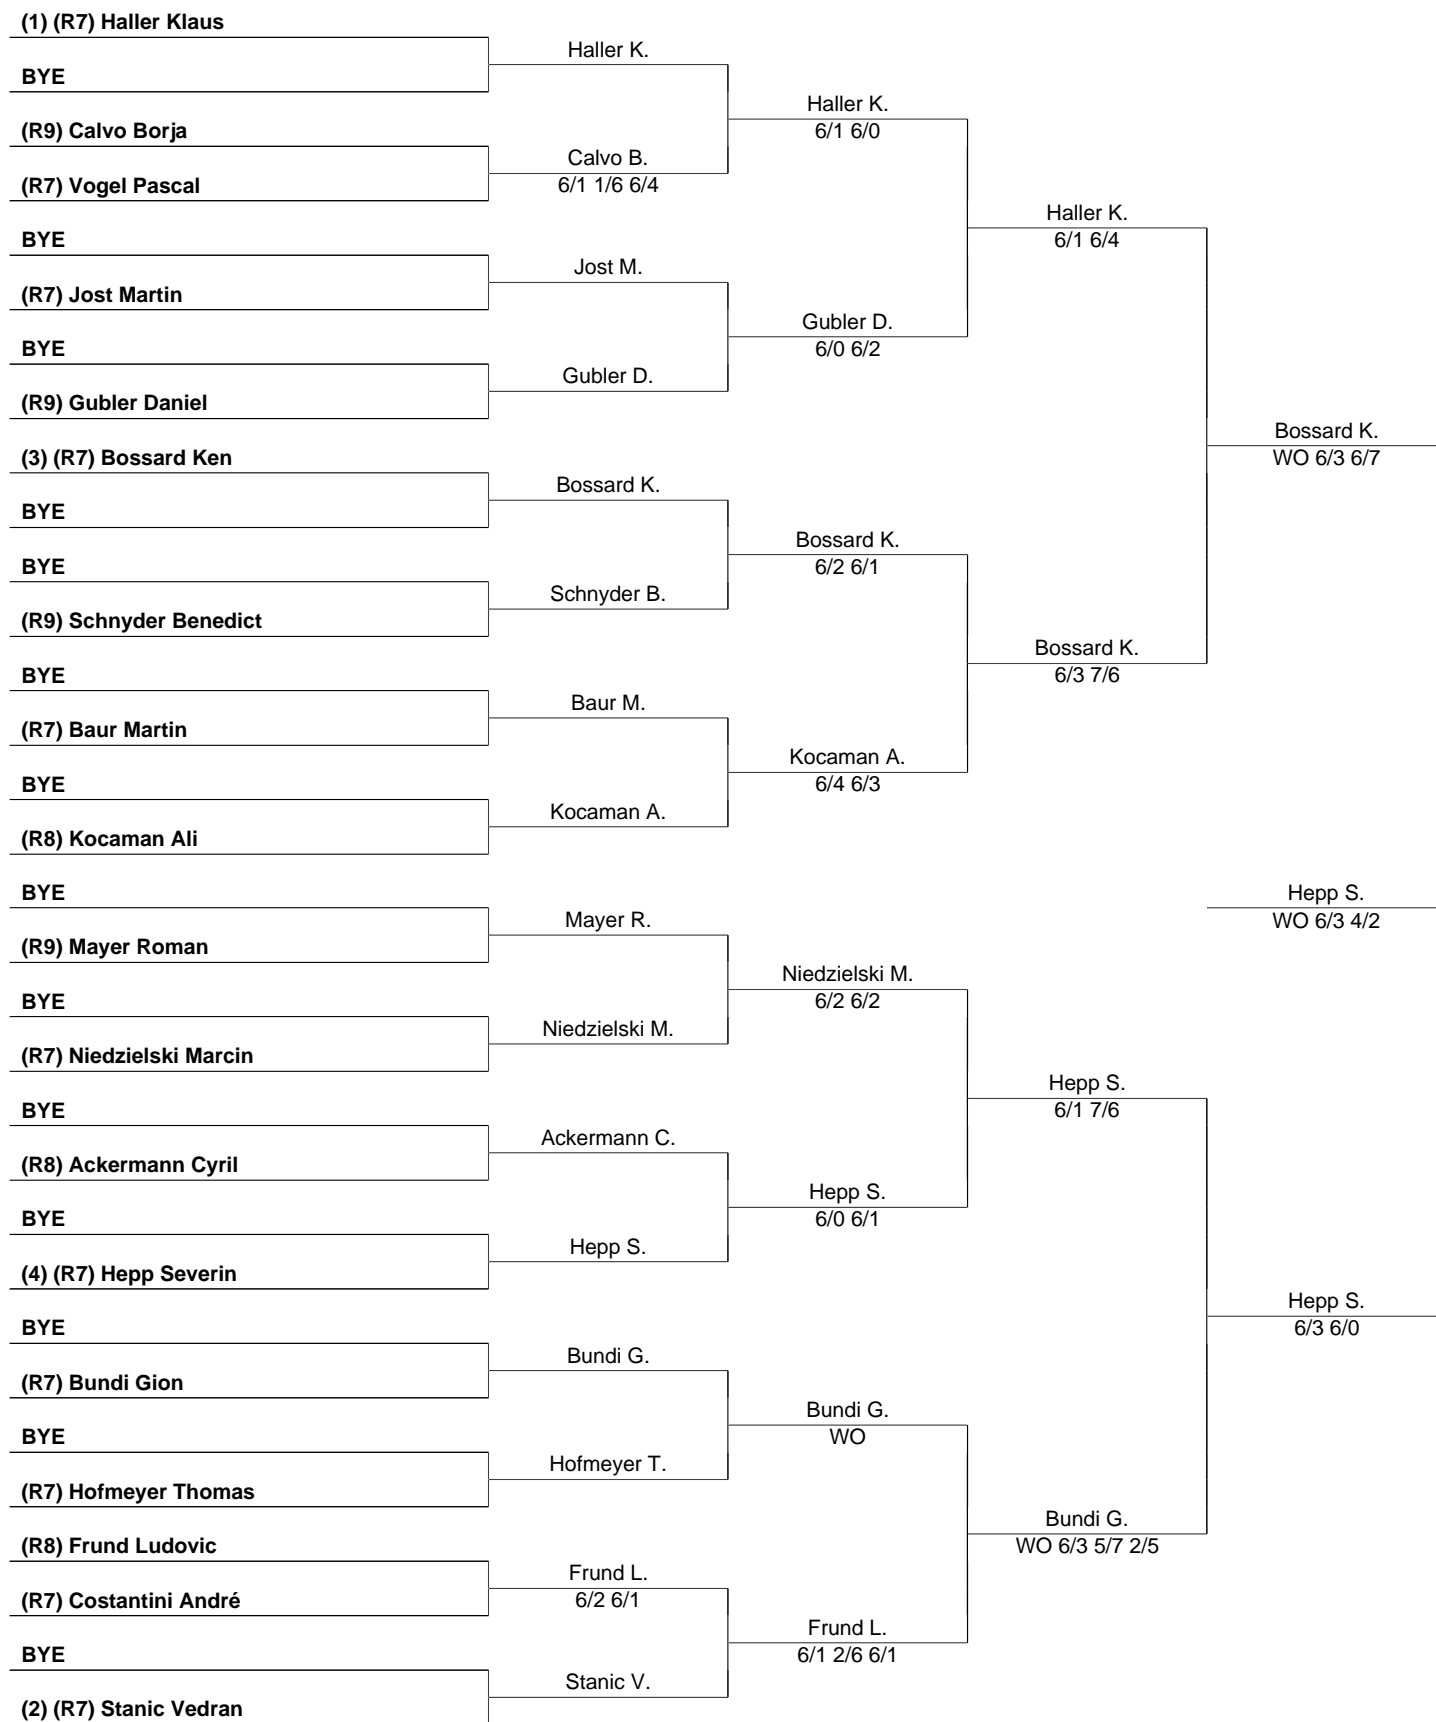 (1) (R7) Haller Klaus
BYE
(R9) Calvo Borja
(R7) Vogel Pascal
BYE
(R7) Jost Martin
BYE
(R9) Gubler Daniel
(3) (R7) Bossard Ken
BYE
BYE
(R9) Schnyder Benedict
BYE
(R7) Baur Martin
BYE
(R8) Kocaman Ali
BYE
(R9) Mayer Roman
BYE
(R7) Niedzielski Marcin
BYE
(R8) Ackermann Cyril
BYE
(4) (R7) Hepp Severin
BYE
(R7) Bundi Gion
BYE
(R7) Hofmeyer Thomas
(R8) Frund Ludovic
(R7) Costantini André
BYE
(2) (R7) Stanic Vedran
Haller K.
Calvo B.
6/1 1/6 6/4
Jost M.
Gubler D.
Bossard K.
Schnyder B.
Baur M.
Kocaman A.
Mayer R.
Niedzielski M.
Ackermann C.
Hepp S.
Bundi G.
Hofmeyer T.
Frund L.
6/2 6/1
Stanic V.
Haller K.
6/1 6/0
Gubler D.
6/0 6/2
Bossard K.
6/2 6/1
Kocaman A.
6/4 6/3
Niedzielski M.
6/2 6/2
Hepp S.
6/0 6/1
Bundi G.
WO
Frund L.
6/1 2/6 6/1
Haller K.
6/1 6/4
Bossard K.
6/3 7/6
Hepp S.
6/1 7/6
Bundi G.
WO 6/3 5/7 2/5
Bossard K.
WO 6/3 6/7
Hepp S.
WO 6/3 4/2
Hepp S.
6/3 6/0